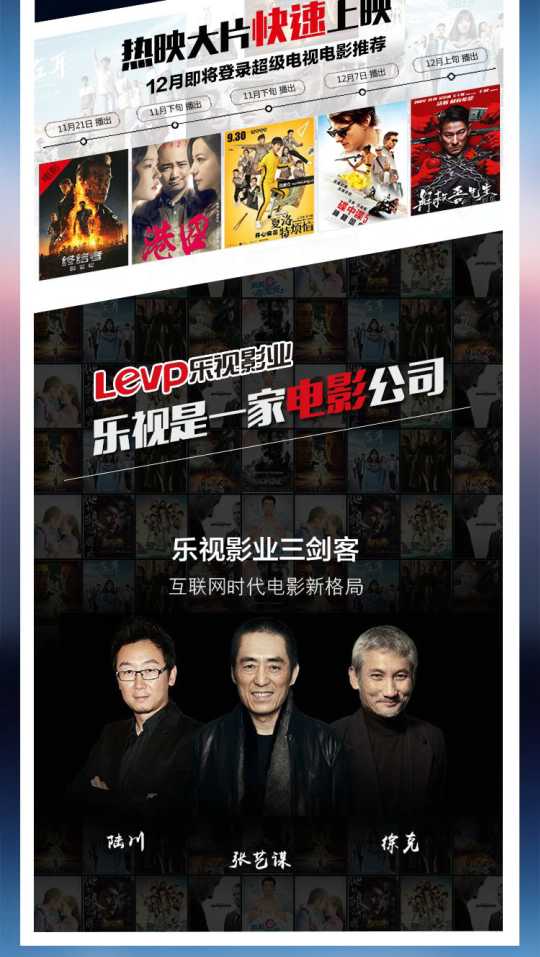 热映大片快速上映
12月即将登录超级电视电影推荐
11月21日 播出
11月下旬 播出
11月下旬 播出
12月7日 播出
12月上旬 播出
终结者
港囧
9.30
夏洛特烦恼
碟中谍5
解救吾先生
Levp乐视影业
乐视是一家电影公司
乐视影业三剑客
互联网时代电影新格局
陆川
张艺谋
徐克